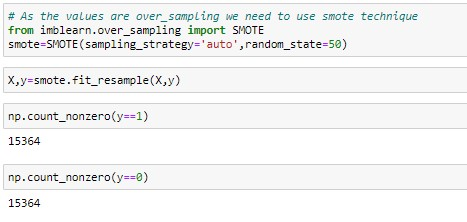 # As the values are over_sampling we need to use smote technique
from imblearn.over_sampling import SMOTE
smote=SMOTE(sampling_strategy='auto',random_state=50)
X,y=smote.fit_resample(X,y)
np.count_nonzero(y==1)
15364
np.count_nonzero(y==0)
15364